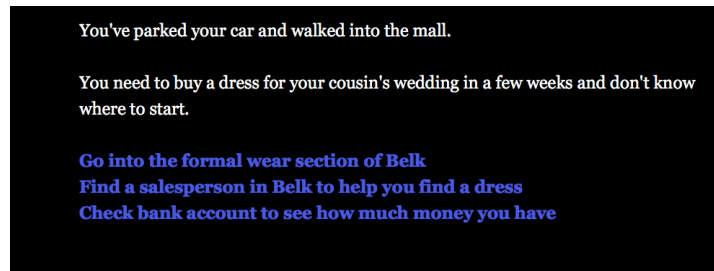 You've parked your car and walked into the mall.
You need to buy a dress for your cousin's wedding in a few weeks and don't know
where to start.
Go into the formal wear section of Belk
Find a salesperson in Belk to help you find a dress
Check bank account to see how much money you have